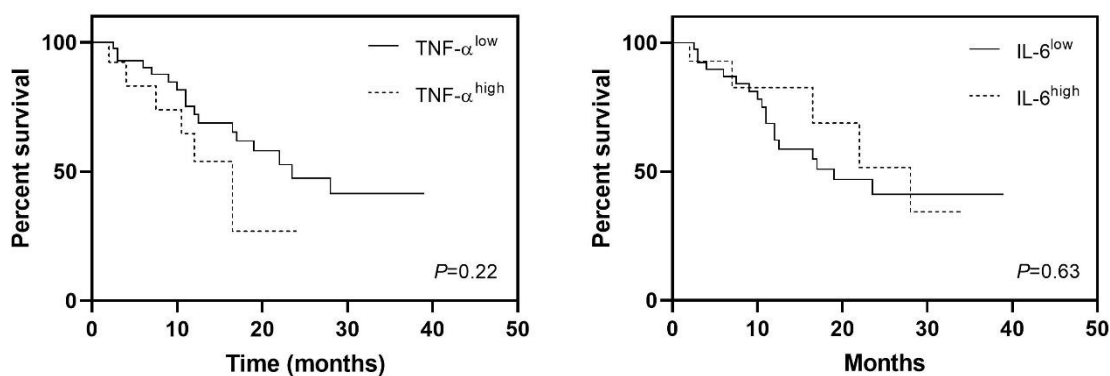 100
50
0
Percent survival
TNF-α^low
TNF-α^high
P=0.22
0 10 20 30 40 50
Time (months)
100
50
0
Percent survival
IL-6^low
IL-6^high
P=0.63
0 10 20 30 40 50
Months